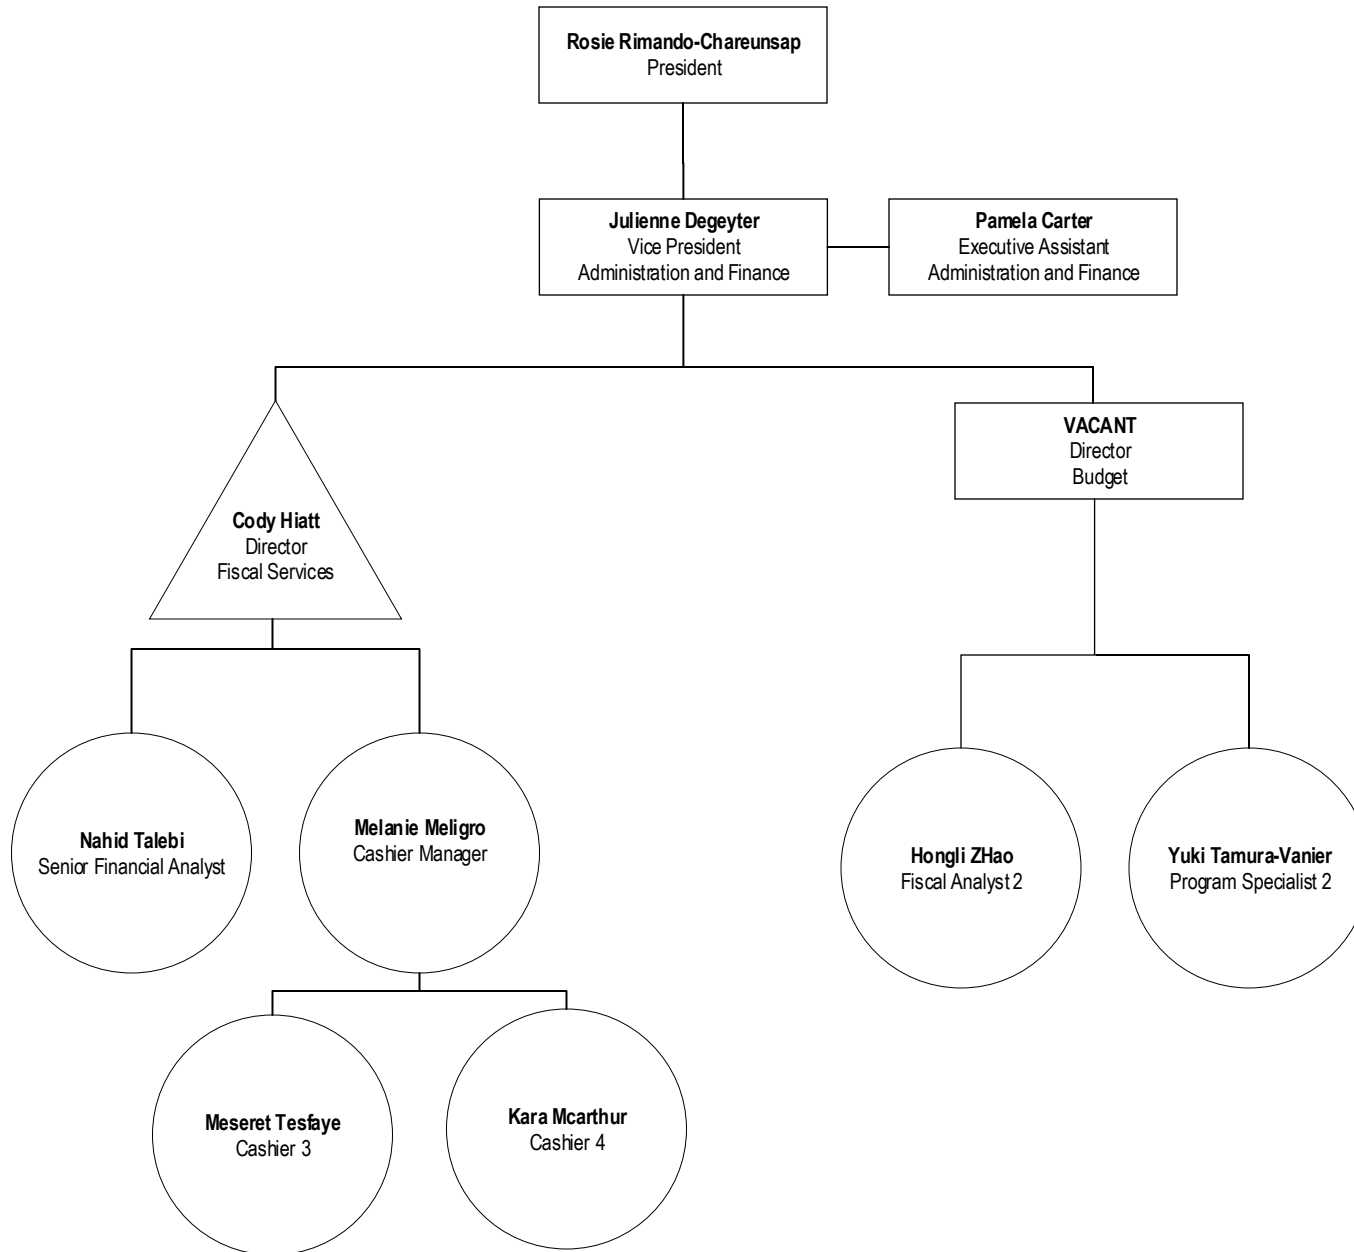 Rosie Rimando-Chareunsap
President
Julienne Degeyter
Vice President
Administration and Finance
Pamela Carter
Executive Assistant
Administration and Finance
Cody Hiatt
Director
Fiscal Services
VACANT
Director
Budget
Nahid Talebi
Senior Financial Analyst
Melanie Meligro
Cashier Manager
Hongli ZHao
Fiscal Analyst 2
Yuki Tamura-Vanier
Program Specialist 2
Meseret Tesfaye
Cashier 3
Kara Mcarthur
Cashier 4